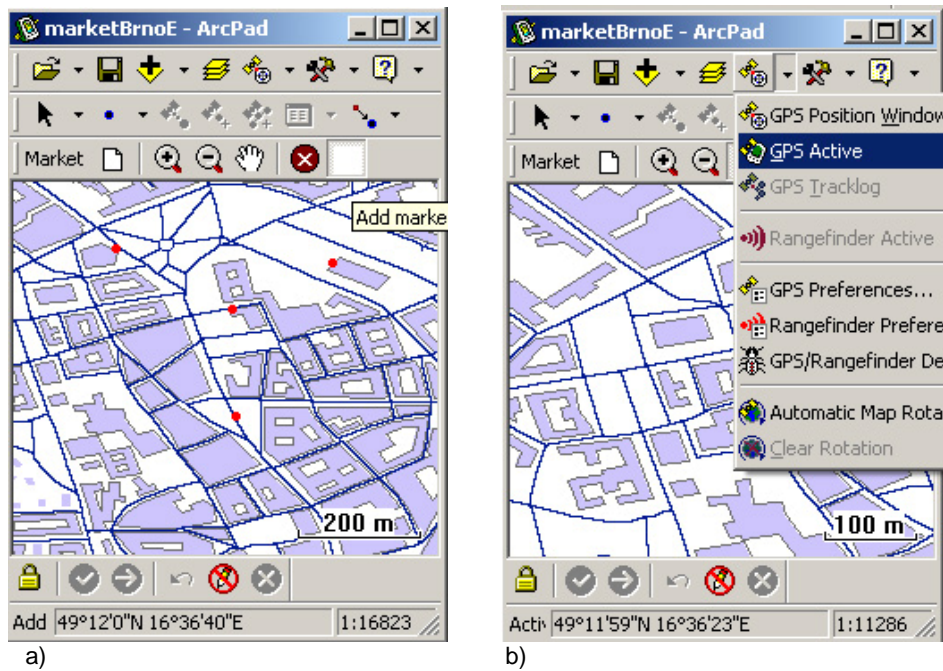 marketBrnoE - ArcPad
Market
Add marke
200 m
Add 49°12'0"N 16°36'40"E 1:16823
a)
marketBrnoE - ArcPad
GPS Position Window
GPS Active
GPS Tracklog
Rangefinder Active
GPS Preferences...
Rangefinder Prefere
GPS/Rangefinder De
Automatic Map Rota
Clear Rotation
Market
100 m
Activ 49°11'59"N 16°36'23"E 1:11286
b)